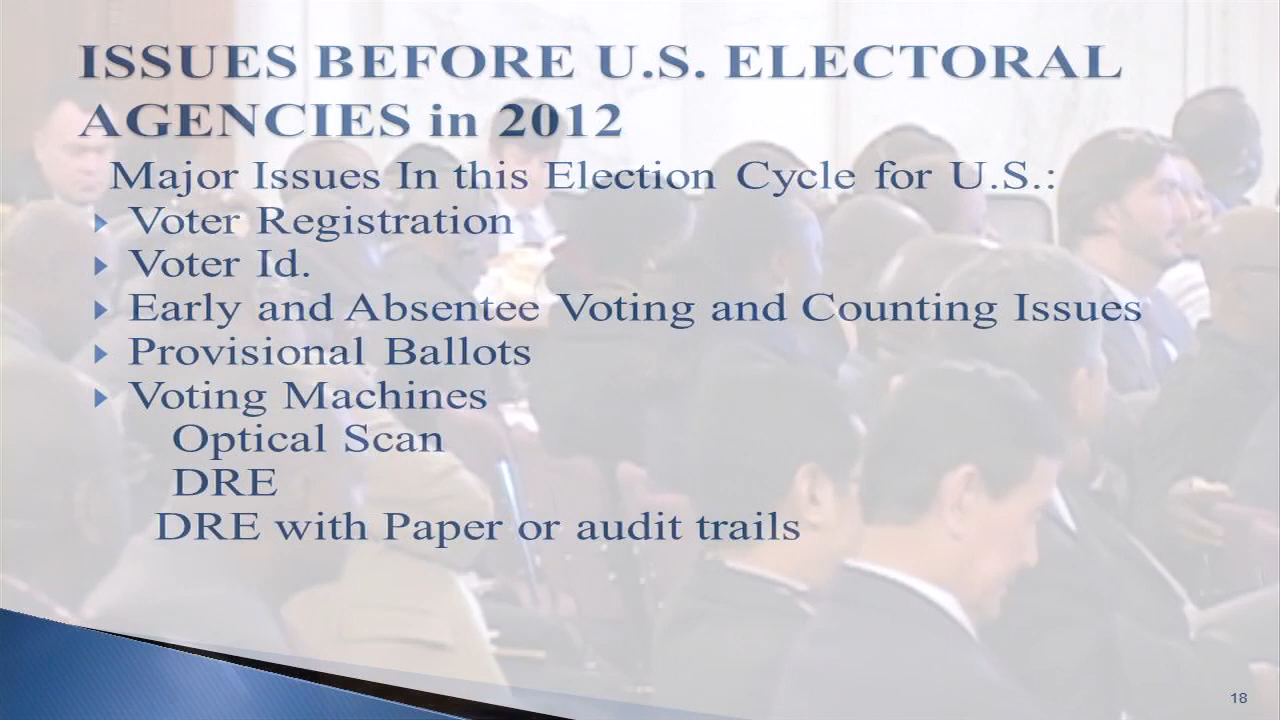 ISSUES BEFORE U.S. ELECTORAL
AGENCIES in 2012
Major Issues In this Election Cycle for U.S.:
Voter Registration
Voter Id.
Early and Absentee Voting and Counting Issues
Provisional Ballots
Voting Machines
Optical Scan
DRE
DRE with Paper or audit trails
18